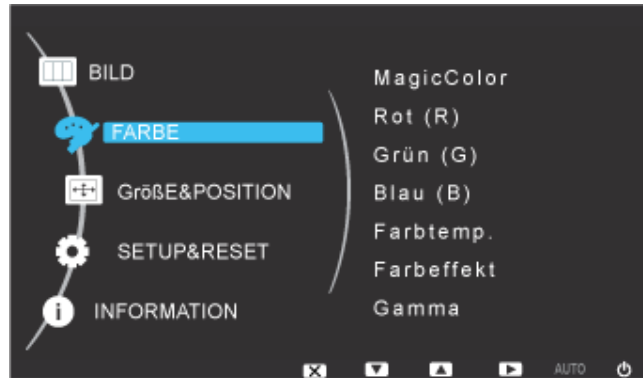 BILD
FARBE
GrößE&POSITION
SETUP&RESET
INFORMATION
MagicColor
Rot (R)
Grün (G)
Blau (B)
Farbtemp.
Farbeffekt
Gamma
AUTO